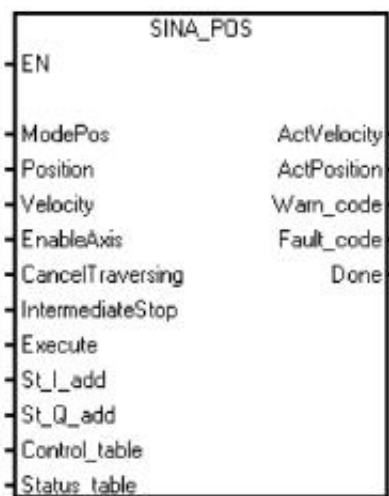 SINA_POS
EN
ModePos ActVelocity
Position ActPosition
Velocity Warn_code
EnableAxis Fault_code
CancelTraversing Done
IntermediateStop
Execute
St_I_add
St_Q_add
Control_table
Status_table